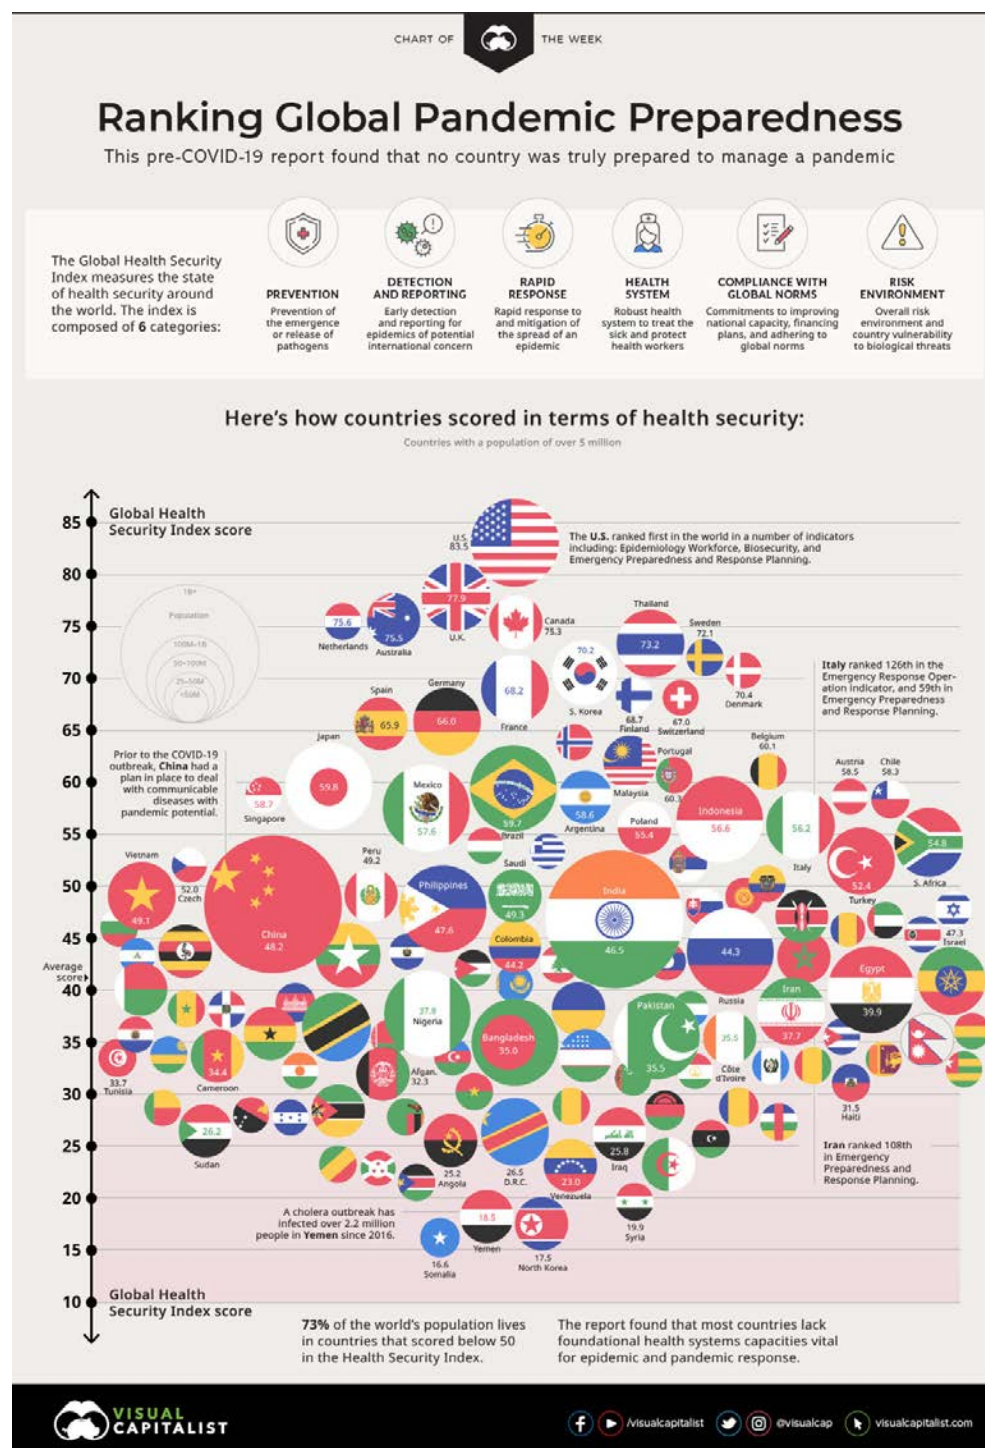 CHART OF THE WEEK
Ranking Global Pandemic Preparedness
This pre-COVID-19 report found that no country was truly prepared to manage a pandemic
The Global Health Security
Index measures the state
of health security around
the world. The index is
composed of 6 categories:
PREVENTION
Prevention of
the emergence
or release of
pathogens
DETECTION
AND REPORTING
Early detection
and reporting for
epidemics of potential
international concern
RAPID
RESPONSE
Rapid response to
and mitigation of
the spread of an
epidemic
HEALTH
SYSTEM
Robust health
system to treat the
sick and protect
health workers
COMPLIANCE WITH
GLOBAL NORMS
Commitments to improving
national capacity, financing
plans, and adhering to
global norms
RISK
ENVIRONMENT
Overall risk
environment and
country vulnerability
to biological threats
Here's how countries scored in terms of health security:
Countries with a population of over 5 million
Global Health
Security Index score
85
80
75
70
65
60
55
50
45
Average
score
40
35
30
25
20
15
10
1B+
Population
100M-1B
50-100M
25-50M
<50M
U.S.
83.5
The U.S. ranked first in the world in a number of indicators
including: Epidemiology Workforce, Biosecurity, and
Emergency Preparedness and Response Planning.
77.9
U.K.
75.6
Netherlands
75.5
Australia
Canada
75.3
Thailand
73.2
Sweden
72.1
70.4
Denmark
70.2
S. Korea
68.7
Finland
67.0
Switzerland
68.2
France
Germany
66.0
Spain
65.9
Italy ranked 126th in the
Emergency Response Oper-
ation indicator, and 59th in
Emergency Preparedness
and Response Planning.
Prior to the COVID-19
outbreak, China had a
plan in place to deal
with communicable
diseases with
pandemic potential.
Japan
59.8
58.7
Singapore
Mexico
57.6
59.7
Brazil
58.6
Argentina
Malaysia
Portugal
60.3
Belgium
60.1
Austria
58.5
Chile
58.3
Indonesia
56.6
56.2
Italy
Poland
55.4
54.8
S. Africa
52.4
Turkey
Vietnam
49.1
52.0
Czech
China
48.2
Peru
49.2
Philippines
47.6
Saudi
49.3
India
46.5
Colombia
44.2
44.3
Russia
47.3
Israel
Egypt
39.9
Iran
37.7
37.8
Nigeria
Bangladesh
35.0
Pakistan
35.5
35.5
Côte
d'Ivoire
33.7
Tunisia
34.4
Cameroon
Afgan.
32.3
31.5
Haiti
26.2
Sudan
25.2
Angola
26.5
D.R.C.
23.0
Venezuela
25.8
Iraq
19.9
Syria
Iran ranked 108th
in Emergency
Preparedness and
Response Planning.
A cholera outbreak has
infected over 2.2 million
people in Yemen since 2016.
18.5
Yemen
17.5
North Korea
16.6
Somalia
Global Health
Security Index score
73% of the world's population lives
in countries that scored below 50
in the Health Security Index.
The report found that most countries lack
foundational health systems capacities vital
for epidemic and pandemic response.
VISUAL
CAPITALIST
/visualcapitalist
@visualcap
visualcapitalist.com